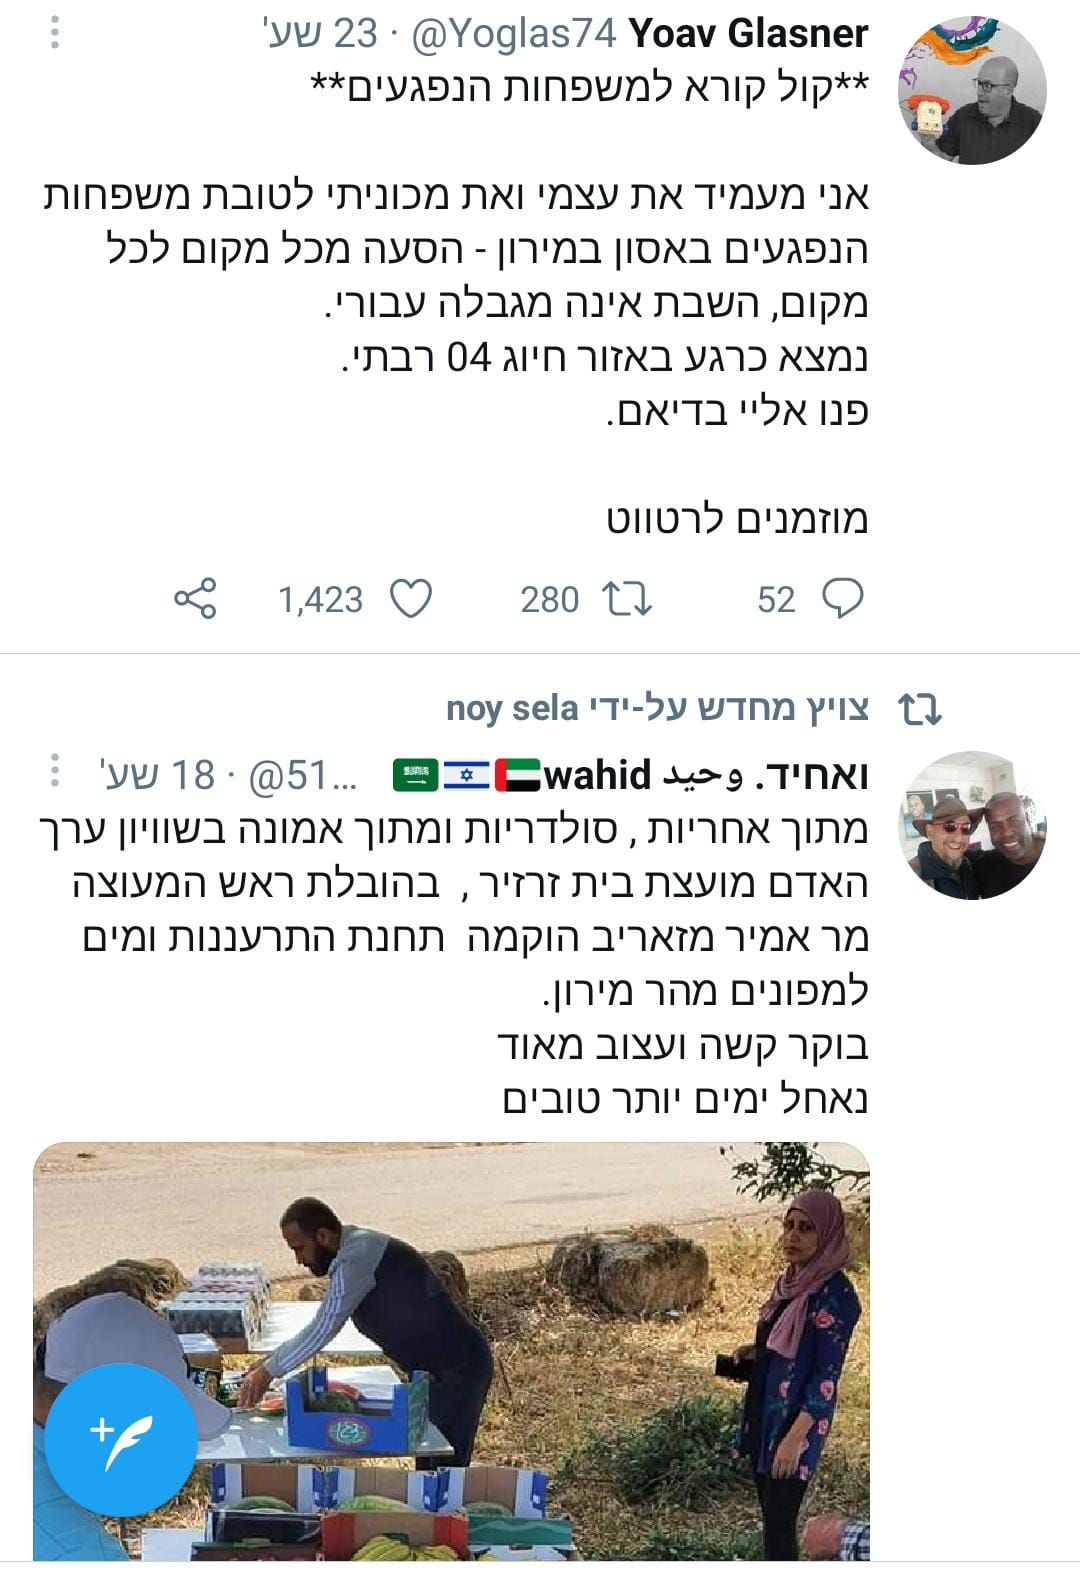 Yoav Glasner @Yoglas74 · 23 שע'
**קול קורא למשפחות הנפגעים**
אני מעמיד את עצמי ואת מכוניתי לטובת משפחות
הנפגעים באסון במירון - הסעה מכל מקום לכל
מקום, השבת אינה מגבלה עבורי.
נמצא כרגע באזור חיוג 04 רבתי.
פנו אליי בדיאם.
מוזמנים לרטווט
52 280 1,423
צויץ מחדש על-ידי noy sela
ואחיד. وحيد wahid🇦🇪🇮🇱🇸🇦 @51... · 18 שע'
מתוך אחריות , סולדריות ומתוך אמונה בשוויון ערך
האדם מועצת בית זרזיר , בהובלת ראש המעוצה
מר אמיר מזאריב הוקמה תחנת התרעננות ומים
למפונים מהר מירון.
בוקר קשה ועצוב מאוד
נאחל ימים יותר טובים